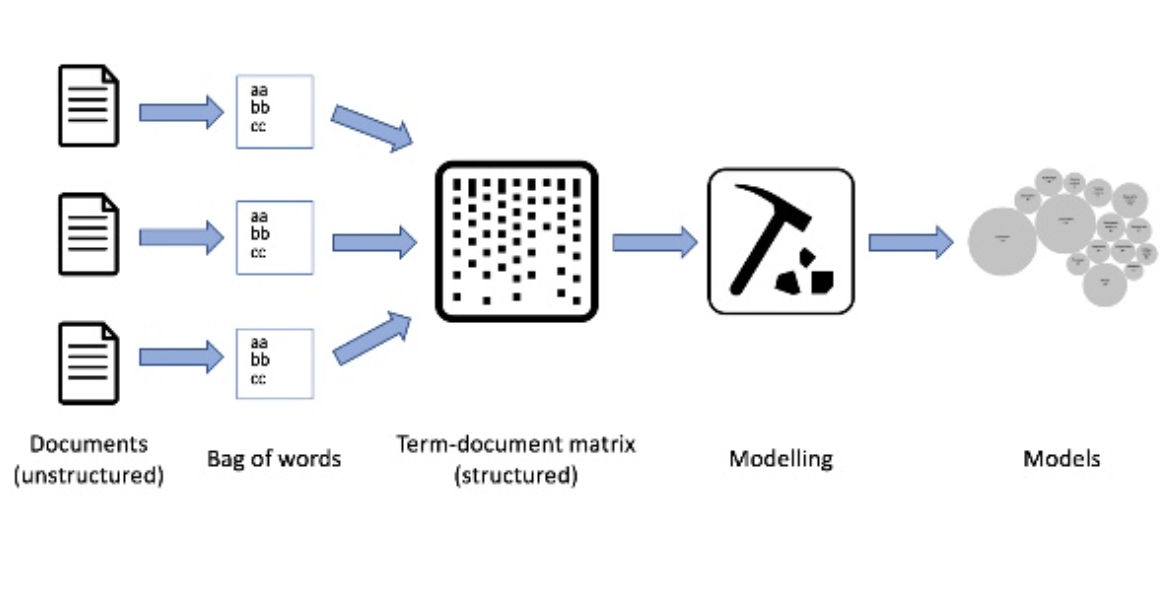 aa
bb
cc
aa
bb
cc
aa
bb
cc
Documents
(unstructured)
Bag of words
Term-document matrix
(structured)
Modelling
Models